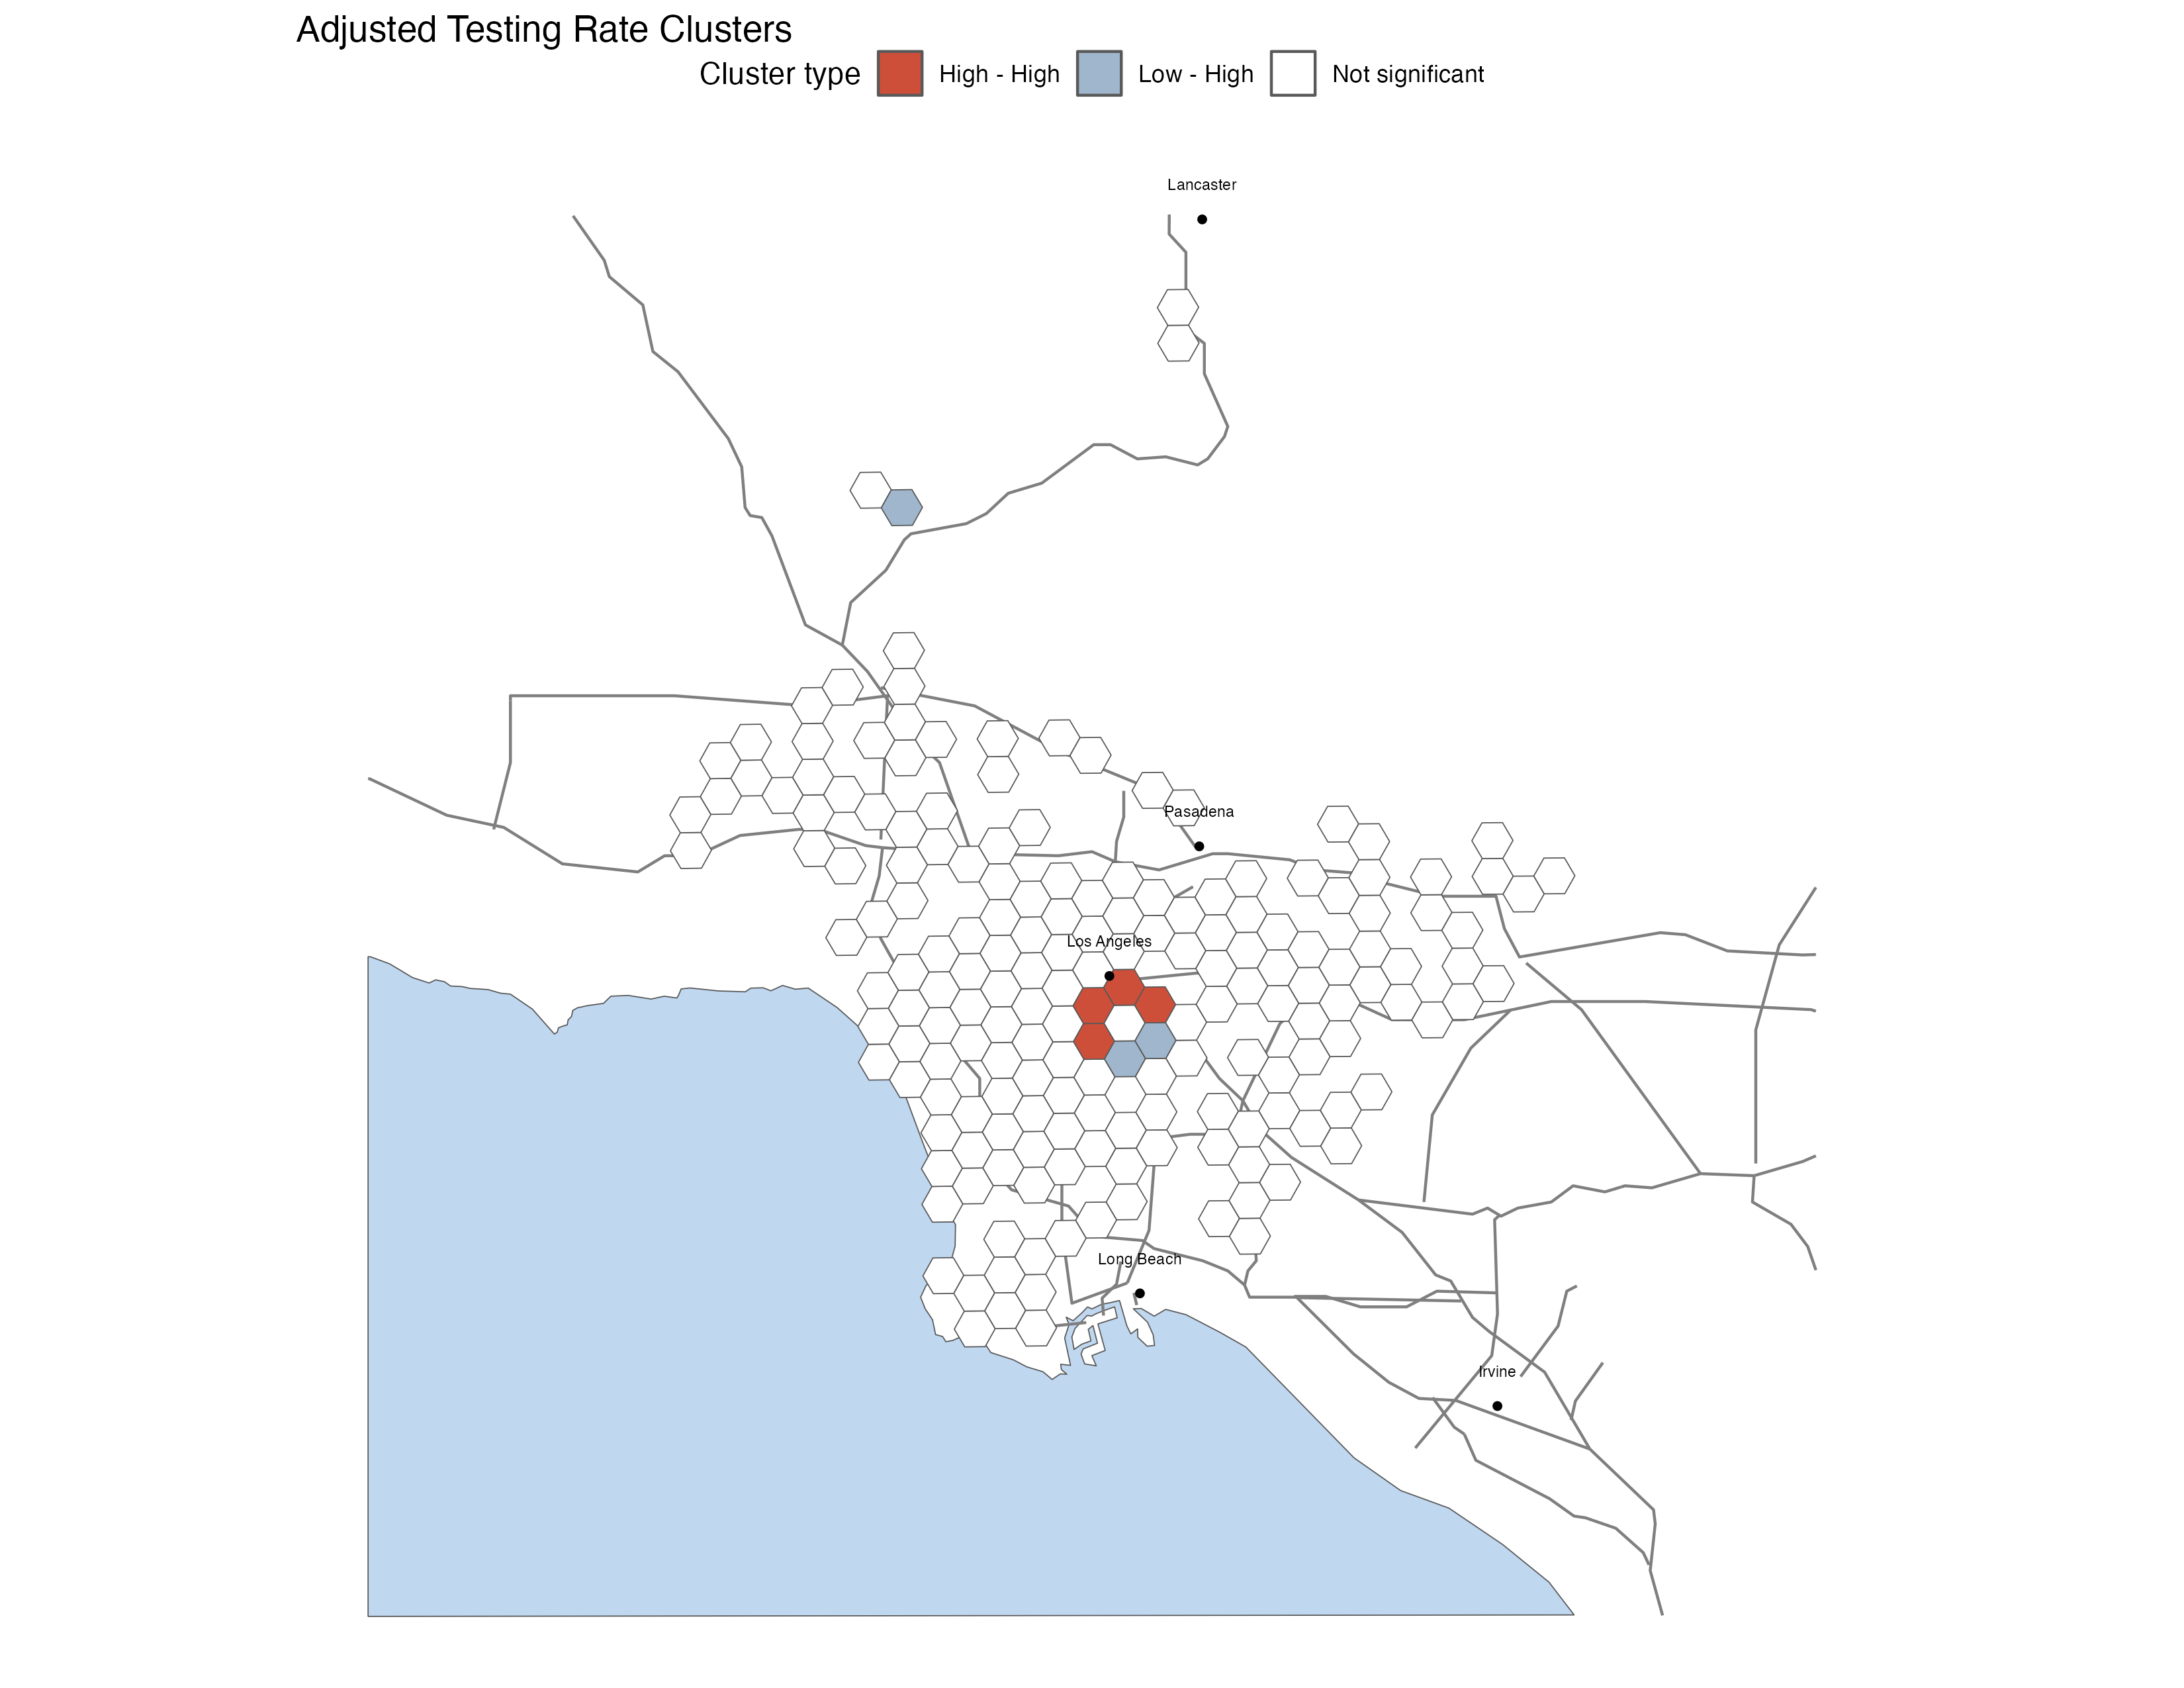 Adjusted Testing Rate Clusters
Cluster type High - High Low - High Not significant
Lancaster
Pasadena
Los Angeles
Long Beach
Irvine